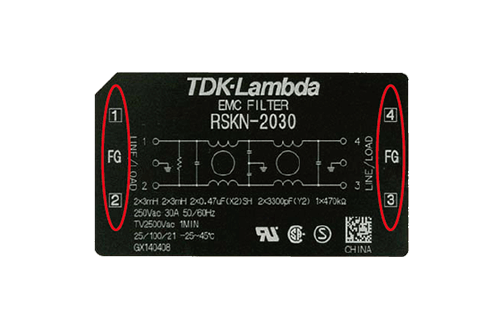 TDK-Lambda
EMC FILTER
RSKN-2030
1
FG
2
LINE/LOAD
1
2
4
3
LINE/LOAD
4
FG
3
2×3mH 2×3mH 2×0.47uF(X2)SH 2×3300pF(Y2) 1×470kΩ
250Vac 30A 50/60Hz
TV2500Vac 1MIN
25/100/21 -25~45℃
GX140408
CHINA